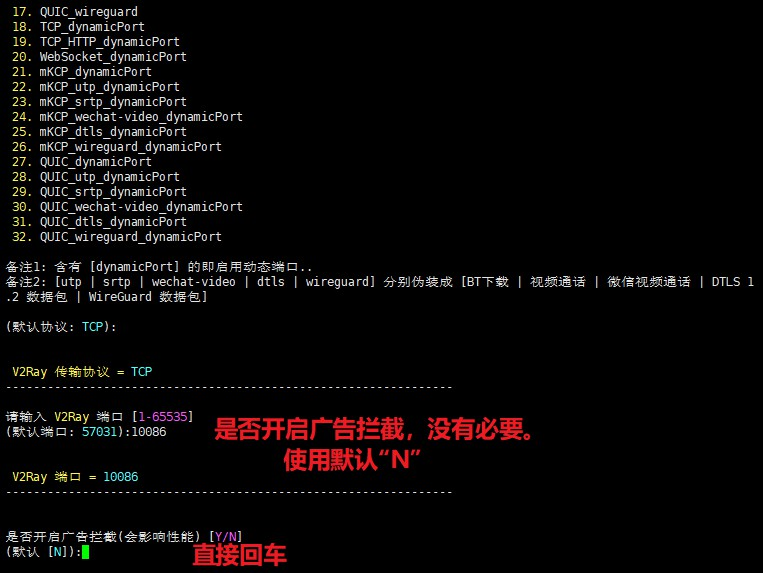 17. QUIC_wireguard
18. TCP_dynamicPort
19. TCP_HTTP_dynamicPort
20. WebSocket_dynamicPort
21. mKCP_dynamicPort
22. mKCP_utp_dynamicPort
23. mKCP_srtp_dynamicPort
24. mKCP_wechat-video_dynamicPort
25. mKCP_dtls_dynamicPort
26. mKCP_wireguard_dynamicPort
27. QUIC_dynamicPort
28. QUIC_utp_dynamicPort
29. QUIC_srtp_dynamicPort
30. QUIC_wechat-video_dynamicPort
31. QUIC_dtls_dynamicPort
32. QUIC_wireguard_dynamicPort
备注1: 含有 [dynamicPort] 的即启用动态端口..
备注2: [utp | srtp | wechat-video | dtls | wireguard] 分别伪装成 [BT下载 | 视频通话 | 微信视频通话 | DTLS 1
.2 数据包 | WireGuard 数据包]
(默认协议: TCP):
V2Ray 传输协议 = TCP
----------------------------------------------------------------
请输入 V2Ray 端口 [1-65535]
(默认端口: 57031):10086
是否开启广告拦截，没有必要。
使用默认“N”
V2Ray 端口 = 10086
----------------------------------------------------------------
是否开启广告拦截(会影响性能) [Y/N]
(默认 [N]):
直接回车